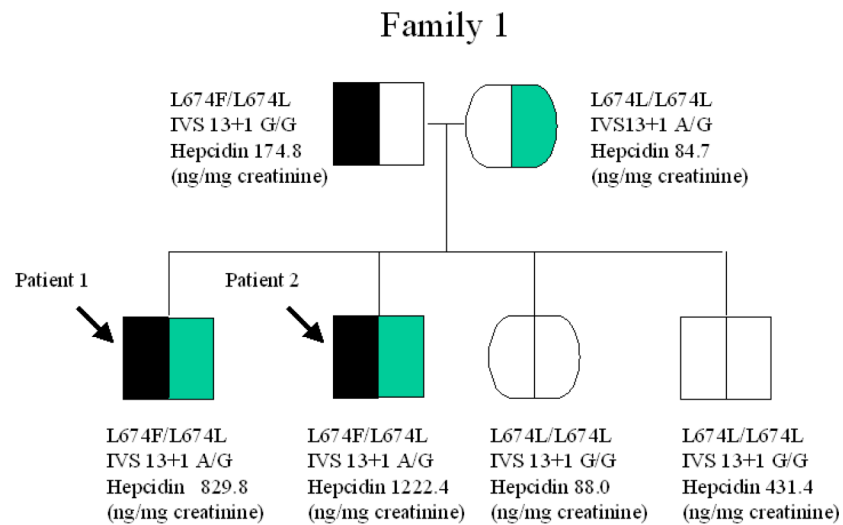 Family 1
L674F/L674L
IVS 13+1 G/G
Hepcidin 174.8
(ng/mg creatinine)
L674L/L674L
IVS13+1 A/G
Hepcidin 84.7
(ng/mg creatinine)
Patient 1
Patient 2
L674F/L674L
IVS 13+1 A/G
Hepcidin 829.8
(ng/mg creatinine)
L674F/L674L
IVS 13+1 A/G
Hepcidin 1222.4
(ng/mg creatinine)
L674L/L674L
IVS 13+1 G/G
Hepcidin 88.0
(ng/mg creatinine)
L674L/L674L
IVS 13+1 G/G
Hepcidin 431.4
(ng/mg creatinine)